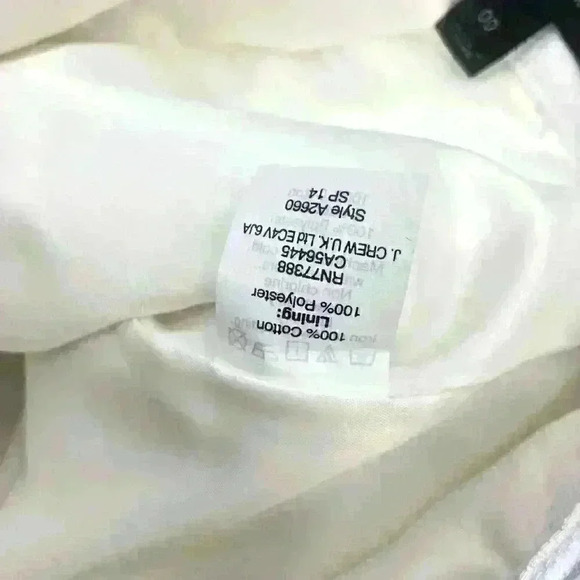 100% Cotton
Lining:
100% Polyester
RN77388
CA56445
J. CREW U.K. Ltd EC4V 6JA
Style A2660
SP 14
00